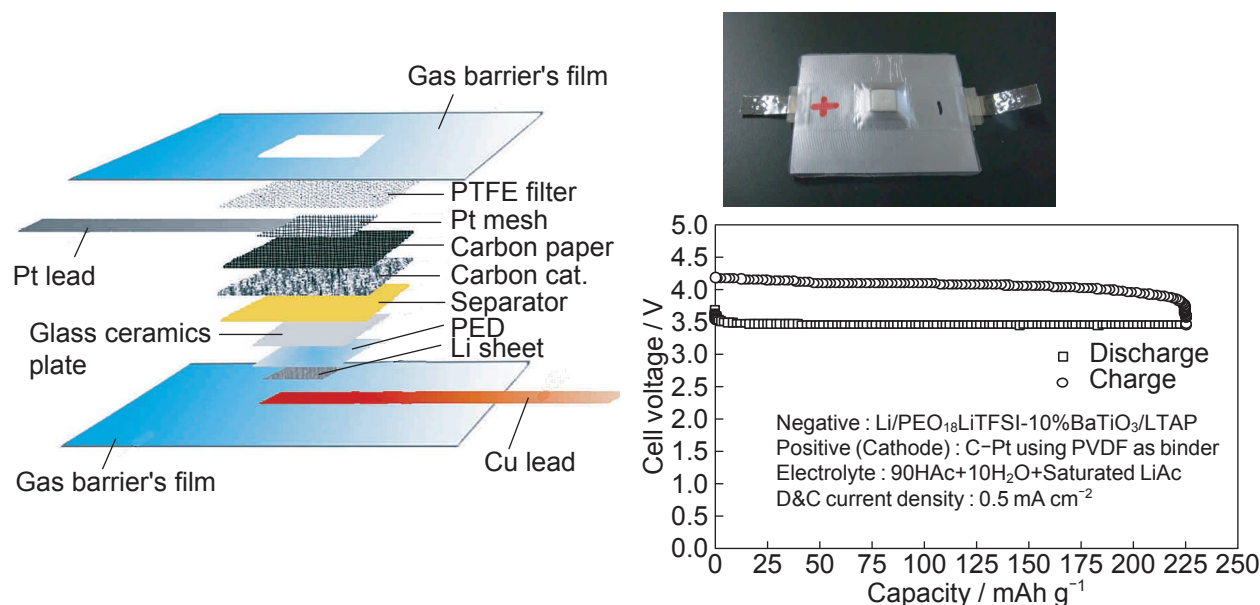 Gas barrier's film
PTFE filter
Pt mesh
Pt lead
Carbon paper
Carbon cat.
Separator
Glass ceramics
plate
PED
Li sheet
Cu lead
Gas barrier's film
+
-
Cell voltage / V
5.0
4.5
4.0
3.5
3.0
2.5
2.0
1.5
1.0
0.5
0.0
Discharge
Charge
Negative : Li/PEO₁₈LiTFSI-10%BaTiO₃/LTAP
Positive (Cathode) : C−Pt using PVDF as binder
Electrolyte : 90HAc+10H₂O+Saturated LiAc
D&C current density : 0.5 mA cm⁻²
0 25 50 75 100 125 150 175 200 225 250
Capacity / mAh g⁻¹